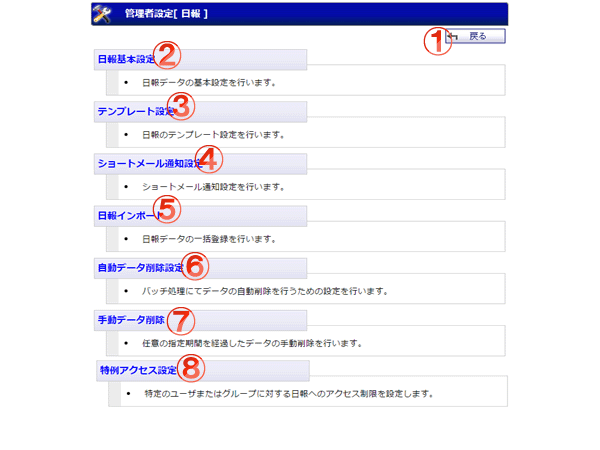 管理者設定[ 日報 ]
① 戻る
日報基本設定②
• 日報データの基本設定を行います。
テンプレート設定③
• 日報のテンプレート設定を行います。
ショートメール通知設定④
• ショートメール通知設定を行います。
日報インポート⑤
• 日報データの一括登録を行います。
自動データ削除設定⑥
• バッチ処理にてデータの自動削除を行うための設定を行います。
手動データ削除⑦
• 任意の指定期間を経過したデータの手動削除を行います。
特例アクセス設定⑧
• 特定のユーザまたはグループに対する日報へのアクセス制限を設定します。